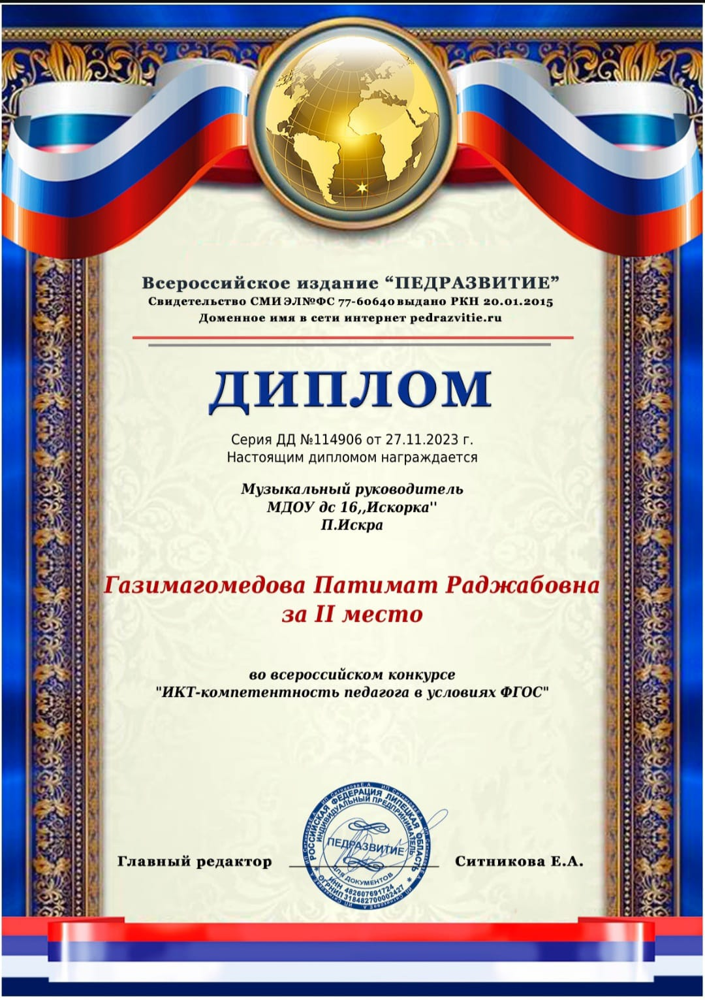 Всероссийское издание “ПЕДРАЗВИТИЕ”
Свидетельство СМИ ЭЛ№ФС 77-60640 выдано РКН 20.01.2015
Доменное имя в сети интернет pedrazvitie.ru
ДИПЛОМ
Серия ДД №114906 от 27.11.2023 г.
Настоящим дипломом награждается
Музыкальный руководитель
МДОУ дс 16,,Искорка''
П.Искра
Газимагомедова Патимат Раджабовна
за II место
во всероссийском конкурсе
"ИКТ-компетентность педагога в условиях ФГОС"
Главный редактор
РОССИЙСКАЯ ФЕДЕРАЦИЯ ЛИПЕЦКАЯ ОБЛАСТЬ
ИНДИВИДУАЛЬНЫЙ ПРЕДПРИНИМАТЕЛЬ
ПЕДРАЗВИТИЕ
ДЛЯ ДОКУМЕНТОВ
ИНН 482607691724
ОГРНИП 318482700002427
Ситникова Е.А.